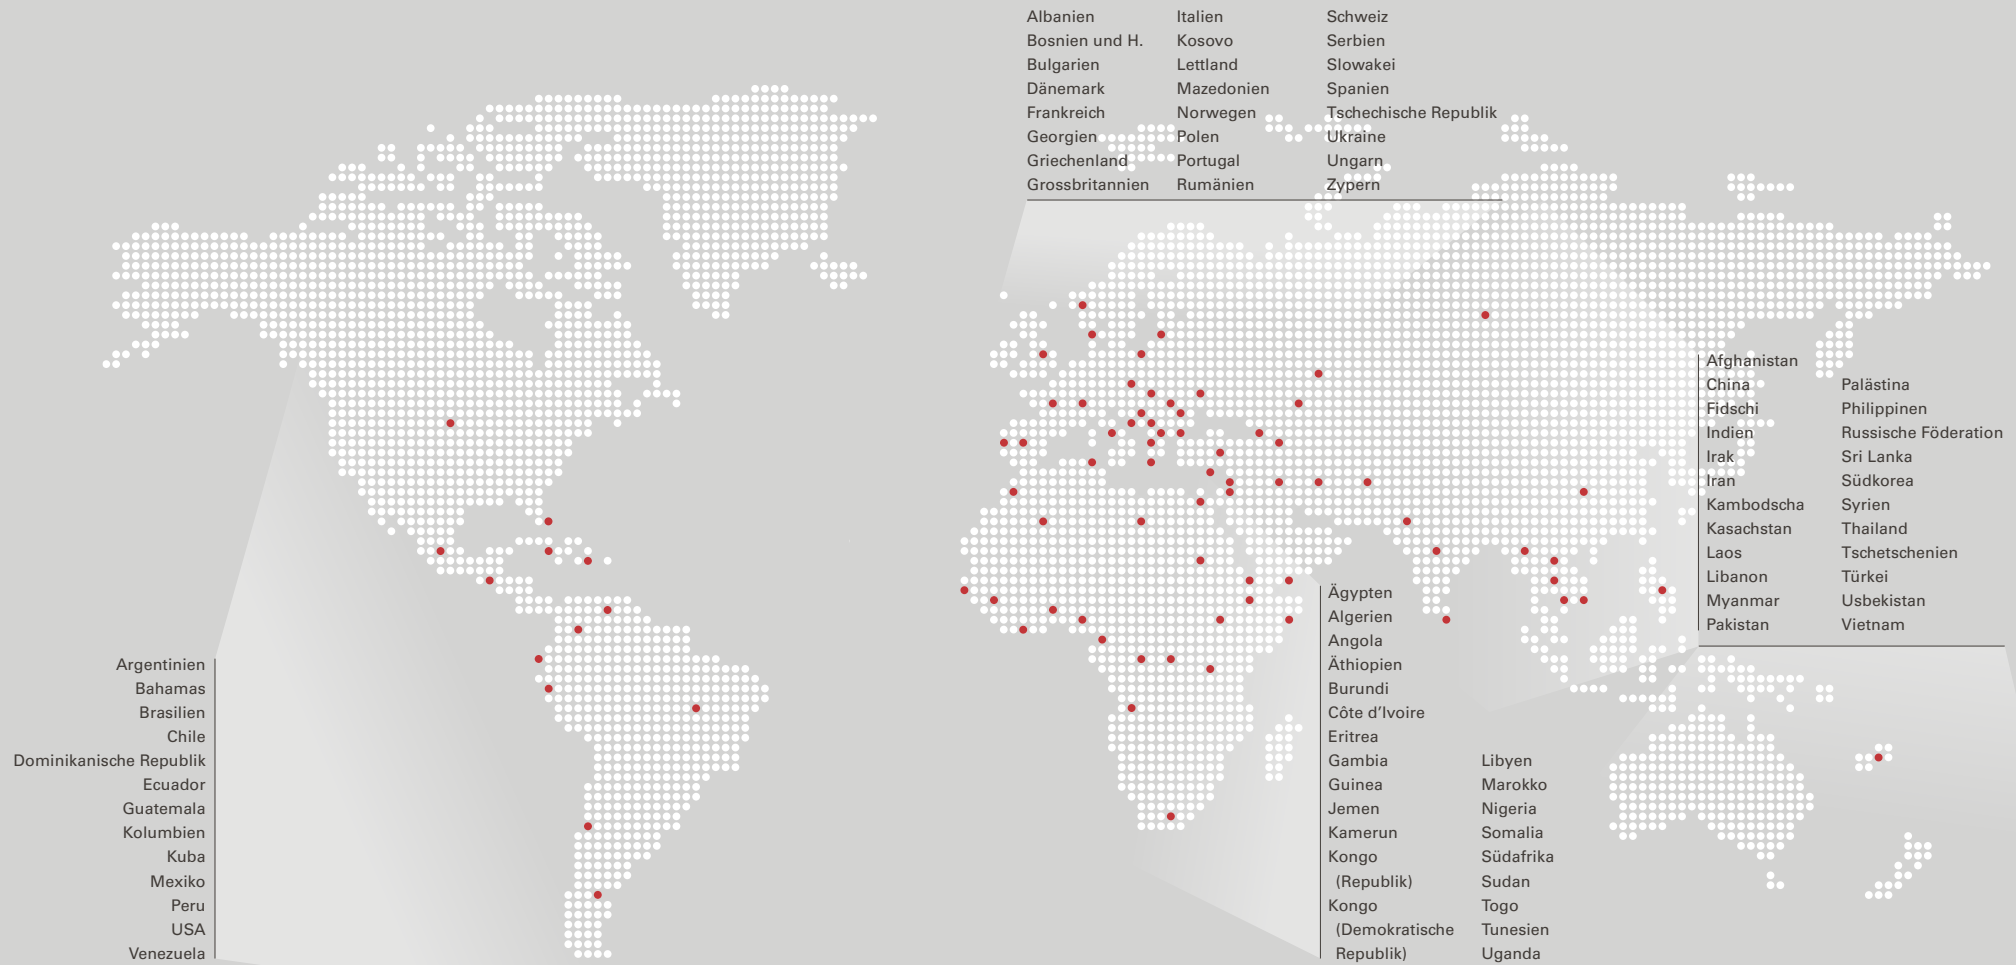 Albanien
Bosnien und H.
Bulgarien
Dänemark
Frankreich
Georgien
Griechenland
Grossbritannien
Italien
Kosovo
Lettland
Mazedonien
Norwegen
Polen
Portugal
Rumänien
Schweiz
Serbien
Slowakei
Spanien
Tschechische Republik
Ukraine
Ungarn
Zypern
Afghanistan
China
Fidschi
Indien
Irak
Iran
Kambodscha
Kasachstan
Laos
Libanon
Myanmar
Pakistan
Palästina
Philippinen
Russische Föderation
Sri Lanka
Südkorea
Syrien
Thailand
Tschetschenien
Türkei
Usbekistan
Vietnam
Argentinien
Bahamas
Brasilien
Chile
Dominikanische Republik
Ecuador
Guatemala
Kolumbien
Kuba
Mexiko
Peru
USA
Venezuela
Ägypten
Algerien
Angola
Äthiopien
Burundi
Côte d’Ivoire
Eritrea
Gambia
Guinea
Jemen
Kamerun
Kongo
(Republik)
Kongo
(Demokratische
Republik)
Libyen
Marokko
Nigeria
Somalia
Südafrika
Sudan
Togo
Tunesien
Uganda